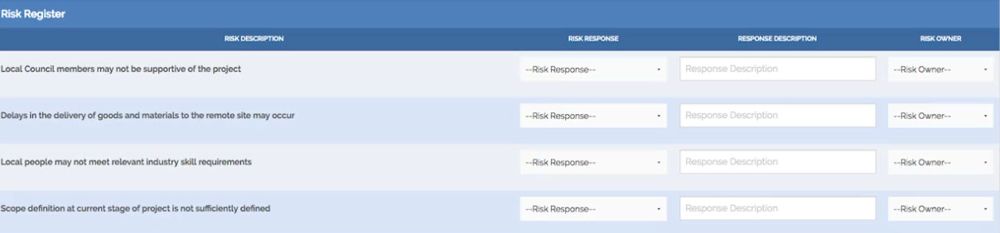 Risk Register
RISK DESCRIPTION RISK RESPONSE RESPONSE DESCRIPTION RISK OWNER
Local Council members may not be supportive of the project --Risk Response-- Response Description --Risk Owner--
Delays in the delivery of goods and materials to the remote site may occur --Risk Response-- Response Description --Risk Owner--
Local people may not meet relevant industry skill requirements --Risk Response-- Response Description --Risk Owner--
Scope definition at current stage of project is not sufficiently defined --Risk Response-- Response Description --Risk Owner--